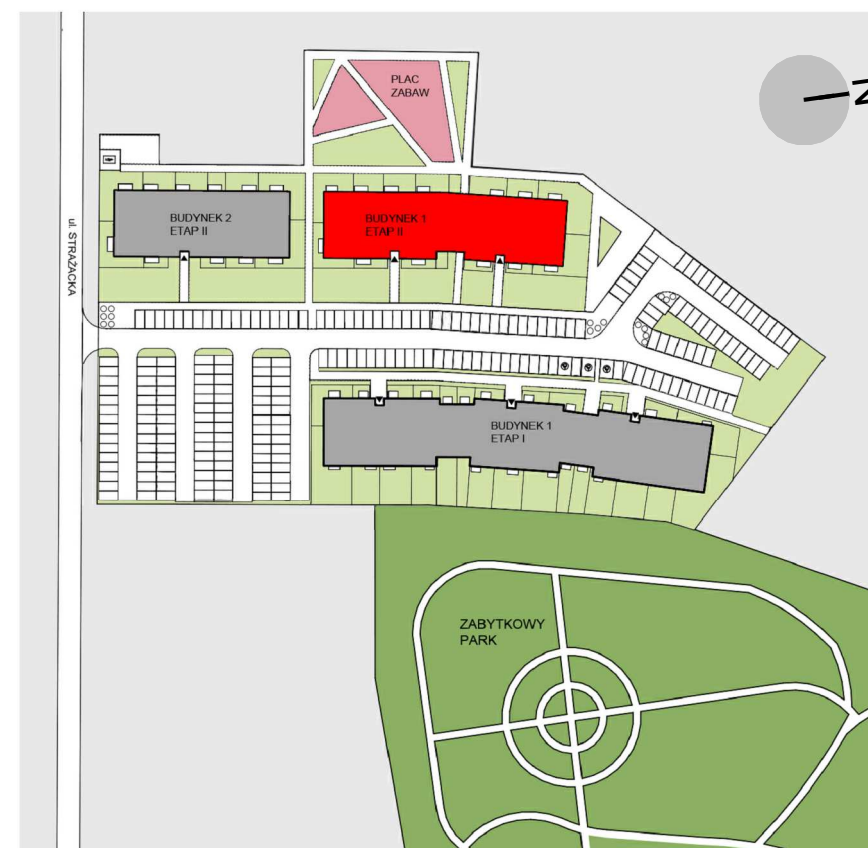 PLAC
ZABAW
N
BUDYNEK 2
ETAP II
BUDYNEK 1
ETAP II
ul. STRAŻACKA
BUDYNEK 1
ETAP I
ZABYTKOWY
PARK